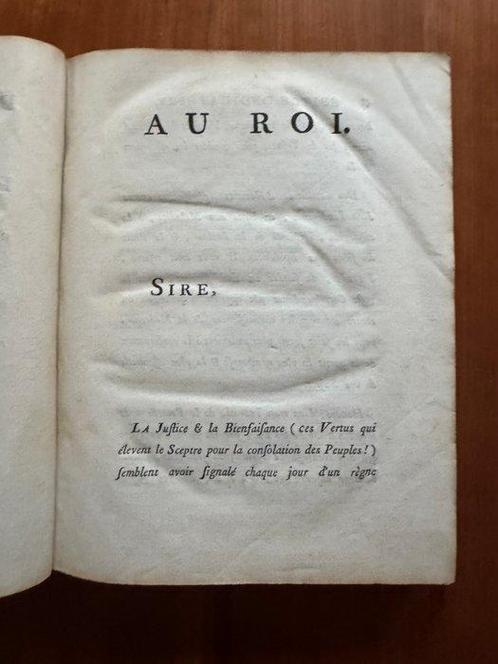 AU ROI.
SIRE,
LA Juſtice & la Bienfaiſance (ces Vertus qui
élevent le Sceptre pour la conſolation des Peuples!)
ſemblent avoir ſignalé chaque jour d'un règne